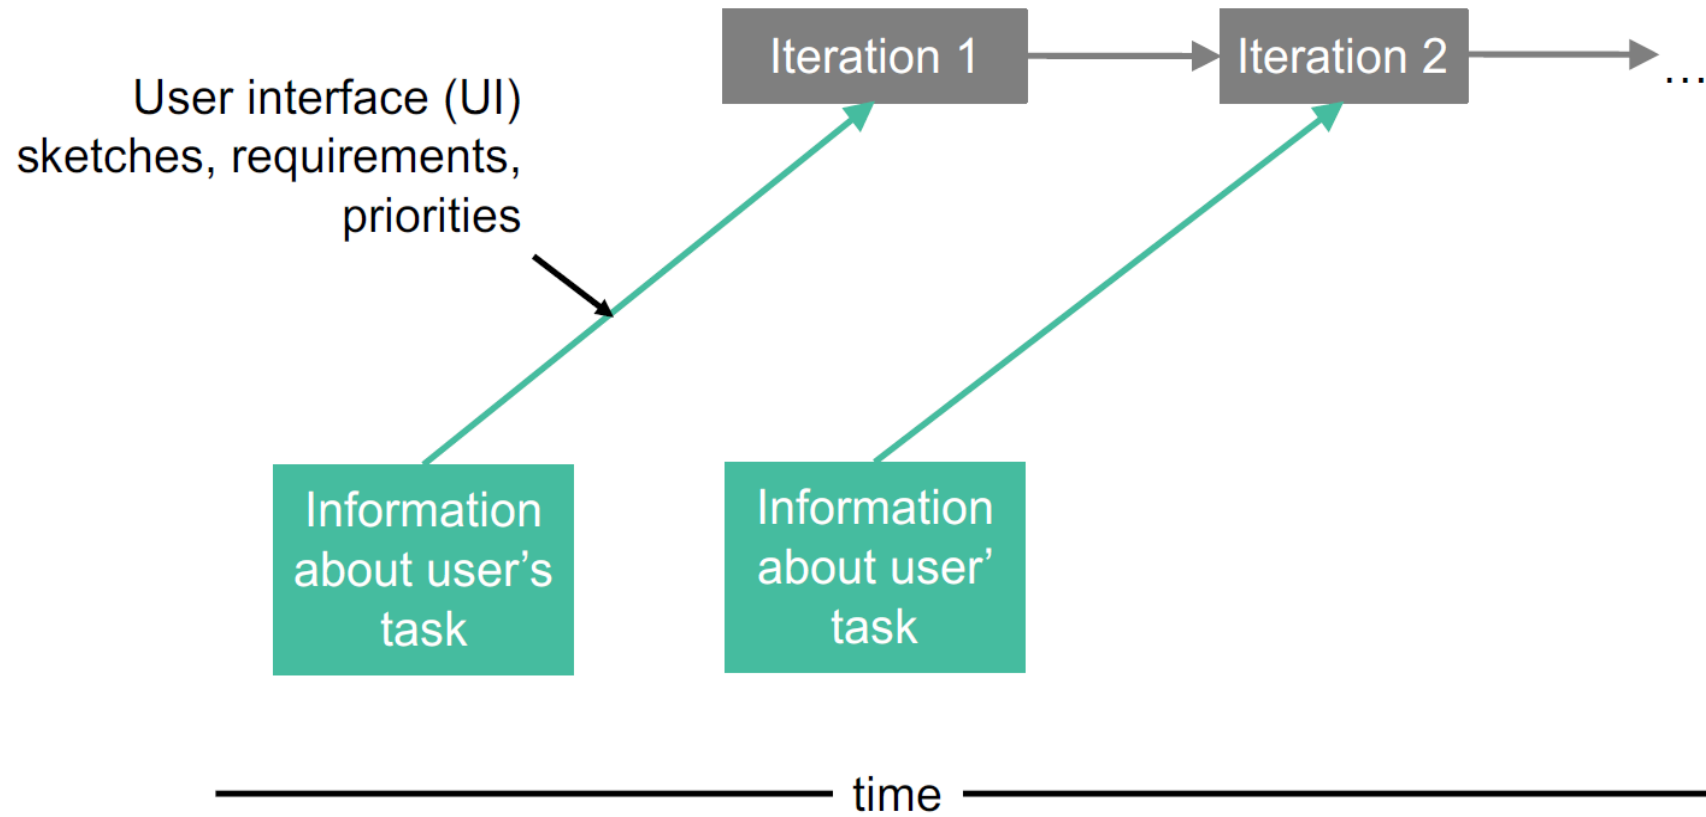 Iteration 1
Iteration 2
...
User interface (UI)
sketches, requirements,
priorities
Information
about user’s
task
Information
about user’
task
time